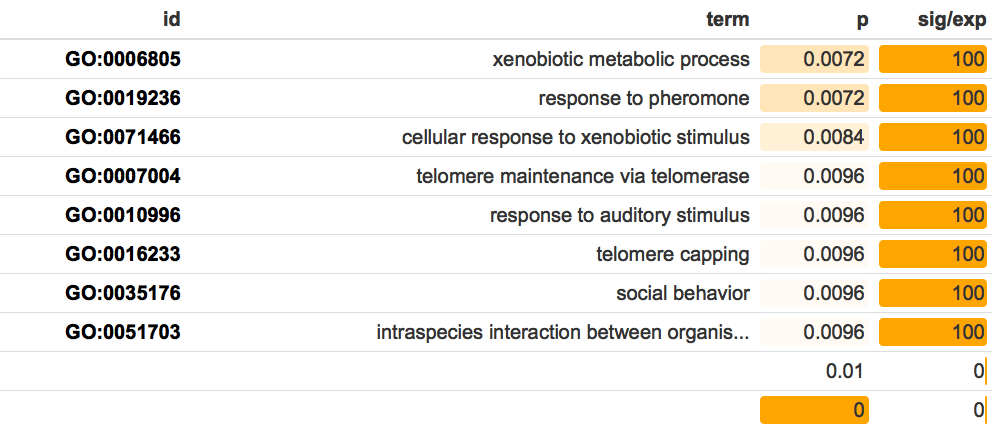 id term p sig/exp
GO:0006805 xenobiotic metabolic process 0.0072 100
GO:0019236 response to pheromone 0.0072 100
GO:0071466 cellular response to xenobiotic stimulus 0.0084 100
GO:0007004 telomere maintenance via telomerase 0.0096 100
GO:0010996 response to auditory stimulus 0.0096 100
GO:0016233 telomere capping 0.0096 100
GO:0035176 social behavior 0.0096 100
GO:0051703 intraspecies interaction between organis... 0.0096 100
0.01 0
0 0